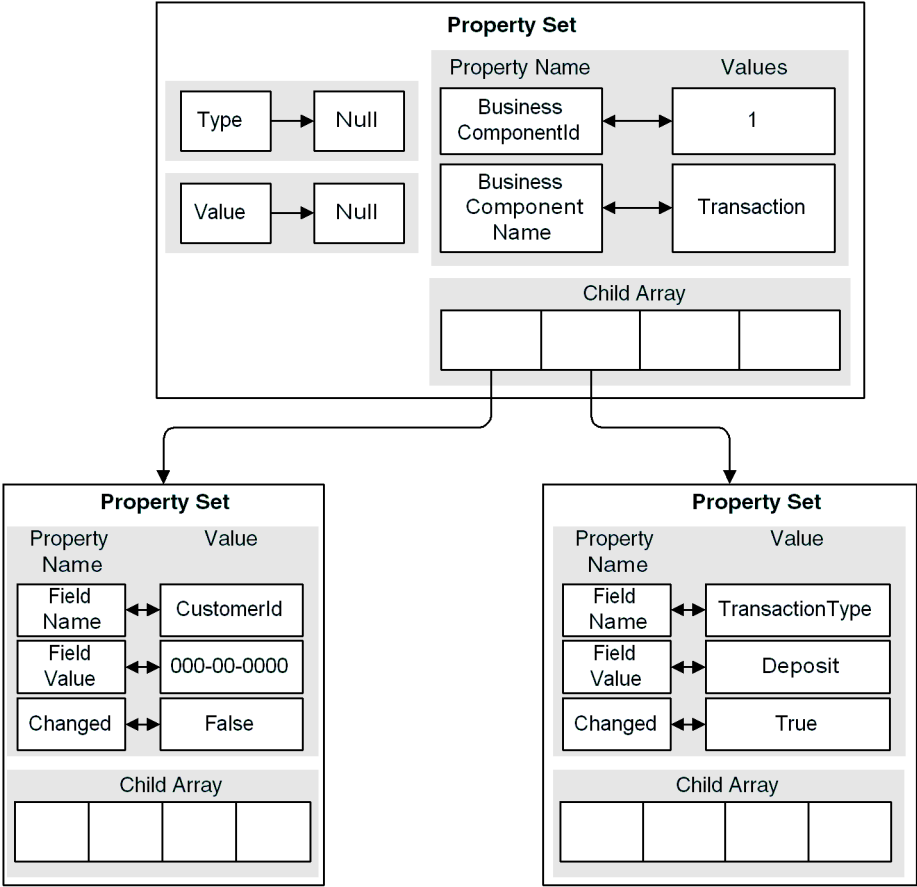 Property Set
Property Name Values
Type Null
Business
ComponentId
1
Value Null
Business
Component
Name
Transaction
Child Array
Property Set
Property
Name
Value
Field
Name
CustomerId
Field
Value
000-00-0000
Changed False
Child Array
Property Set
Property
Name
Value
Field
Name
TransactionType
Field
Value
Deposit
Changed True
Child Array